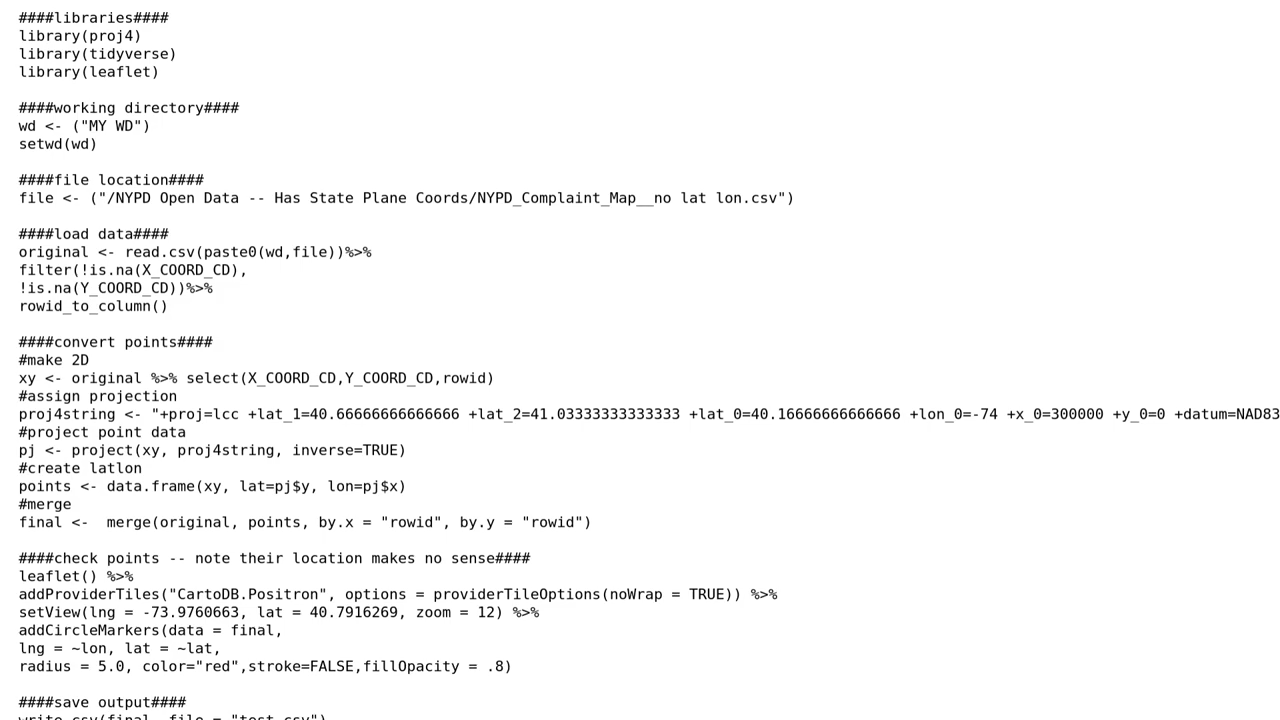 ####libraries####
library(proj4)
library(tidyverse)
library(leaflet)
####working directory####
wd <- ("MY WD")
setwd(wd)
####file location####
file <- ("/NYPD Open Data -- Has State Plane Coords/NYPD_Complaint_Map__no lat lon.csv")
####load data####
original <- read.csv(paste0(wd,file))%>%
filter(!is.na(X_COORD_CD),
!is.na(Y_COORD_CD))%>%
rowid_to_column()
####convert points####
#make 2D
xy <- original %>% select(X_COORD_CD,Y_COORD_CD,rowid)
#assign projection
proj4string <- "+proj=lcc +lat_1=40.66666666666666 +lat_2=41.03333333333333 +lat_0=40.16666666666666 +lon_0=-74 +x_0=300000 +y_0=0 +datum=NAD83
#project point data
pj <- project(xy, proj4string, inverse=TRUE)
#create latlon
points <- data.frame(xy, lat=pj$y, lon=pj$x)
#merge
final <-  merge(original, points, by.x = "rowid", by.y = "rowid")
####check points -- note their location makes no sense####
leaflet() %>%
addProviderTiles("CartoDB.Positron", options = providerTileOptions(noWrap = TRUE)) %>%
setView(lng = -73.9760663, lat = 40.7916269, zoom = 12) %>%
addCircleMarkers(data = final,
lng = ~lon, lat = ~lat,
radius = 5.0, color="red",stroke=FALSE,fillOpacity = .8)
####save output####
write.csv(final, file = "test.csv")